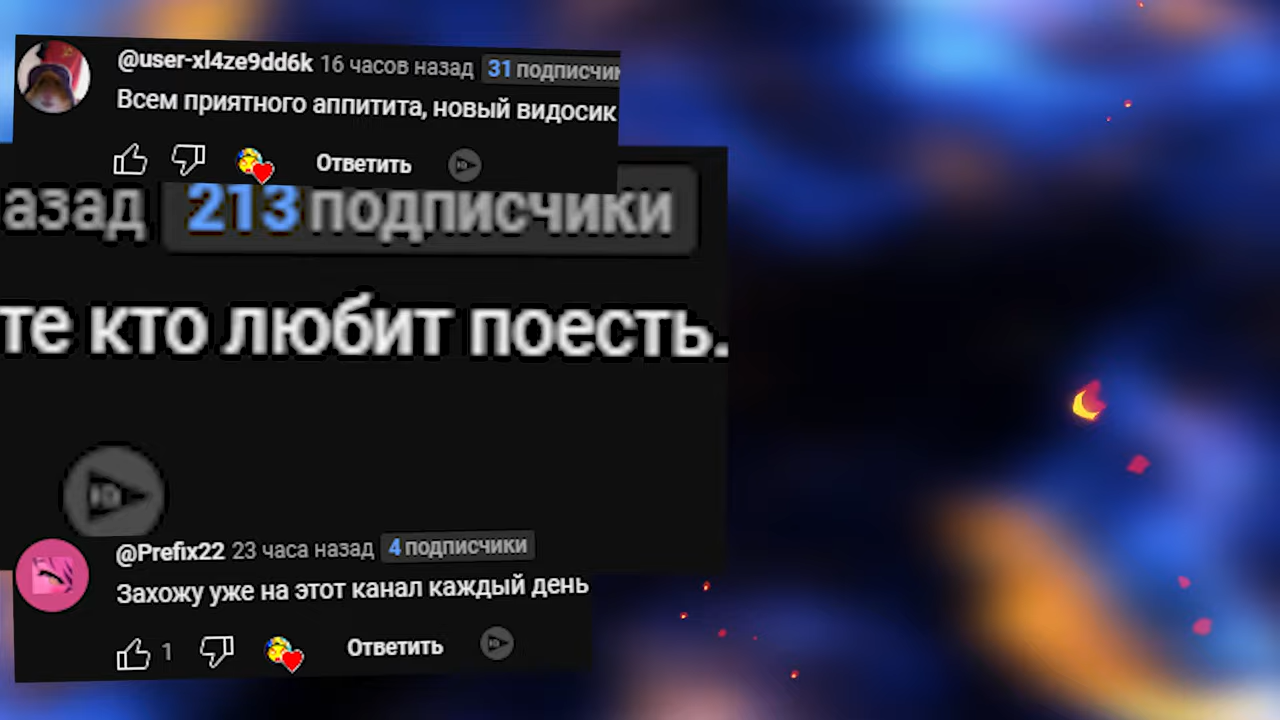 @user-xl4ze9dd6k 16 часов назад 31 подписчик
Всем приятного аппитита, новый видосик
Ответить
азад 213 подписчики
те кто любит поесть.
@Prefix22 23 часа назад 4 подписчики
Захожу уже на этот канал каждый день
1 Ответить